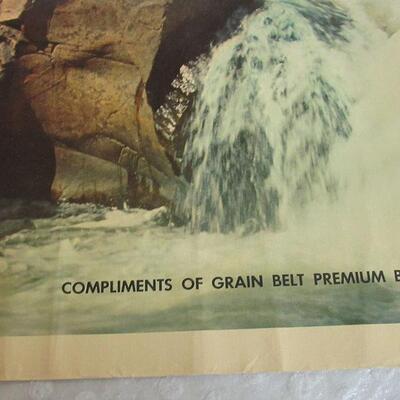 COMPLIMENTS OF GRAIN BELT PREMIUM B